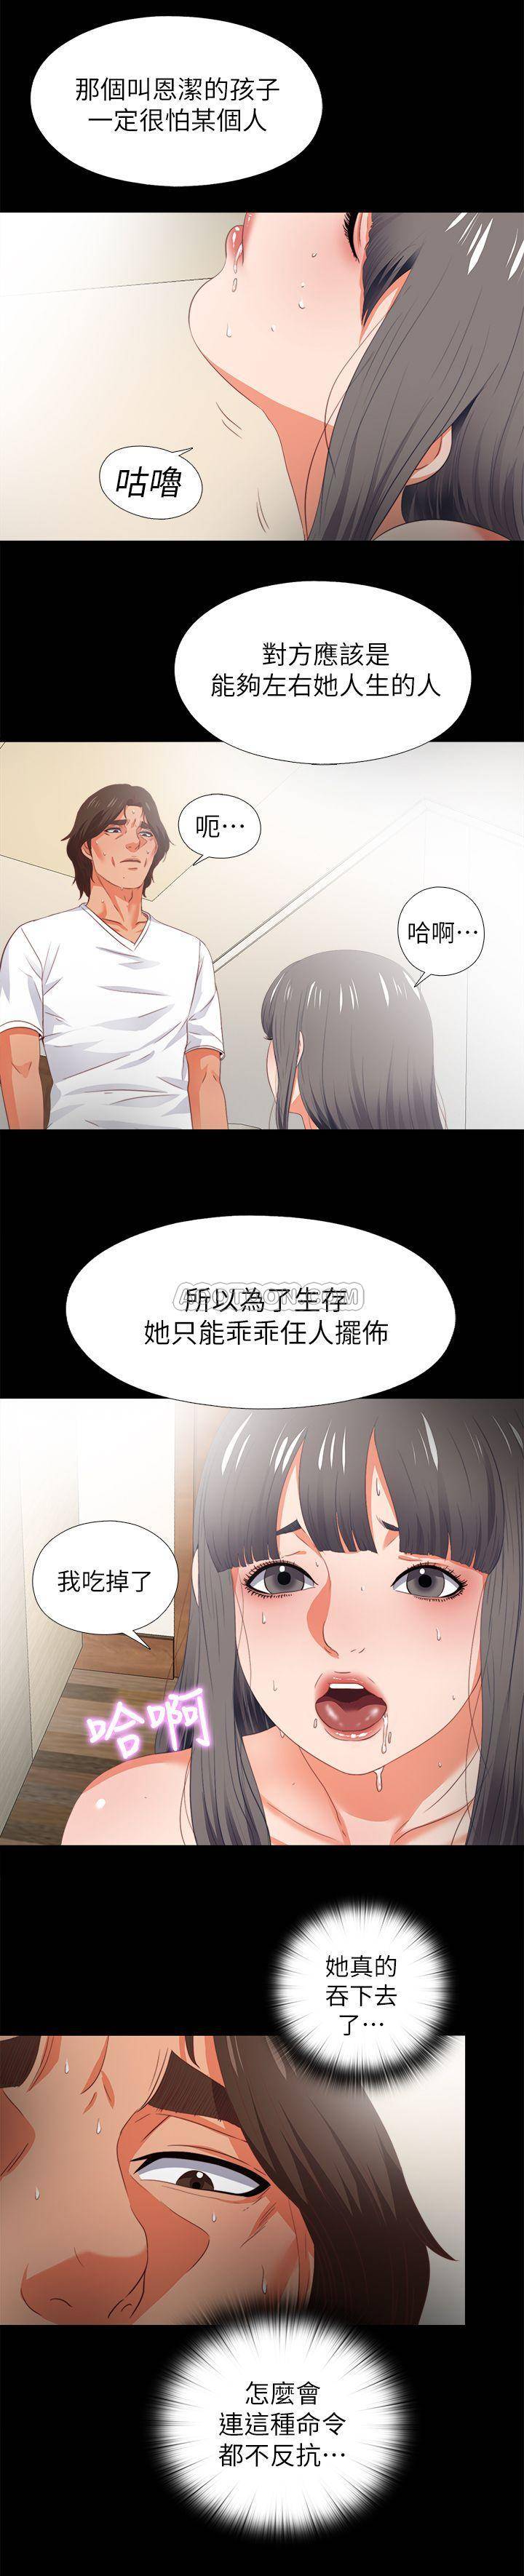 那個叫恩潔的孩子
一定很怕某個人
咕嚕
對方應該是
能夠左右她人生的人
呃⋯
哈啊⋯
所以為了生存
她只能乖乖任人擺佈
我吃掉了
哈啊
她真的
吞下去
了⋯
怎麼會
連這種命令
都不反抗⋯